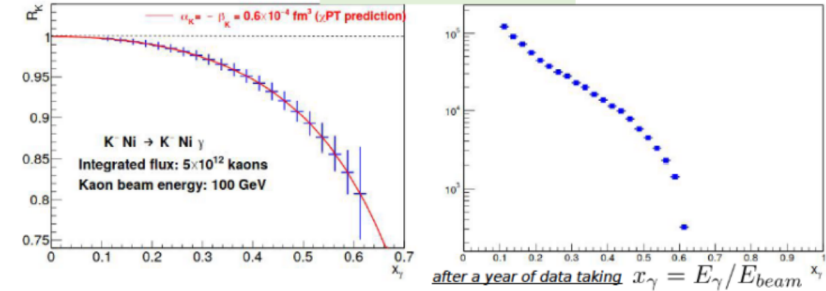 R_K
α_K = − β_K = 0.6×10⁻⁴ fm³ (χPT prediction)
1
0.95
0.9
0.85
0.8
0.75
K⁻ Ni → K⁻ Ni γ
Integrated flux: 5×10¹² kaons
Kaon beam energy: 100 GeV
0 0.1 0.2 0.3 0.4 0.5 0.6 0.7
x_γ
10⁵
10⁴
10³
0 0.1 0.2 0.3 0.4 0.5 0.6 0.7 0.8 0.9 1
x_γ
after a year of data taking x_γ = E_γ/E_beam